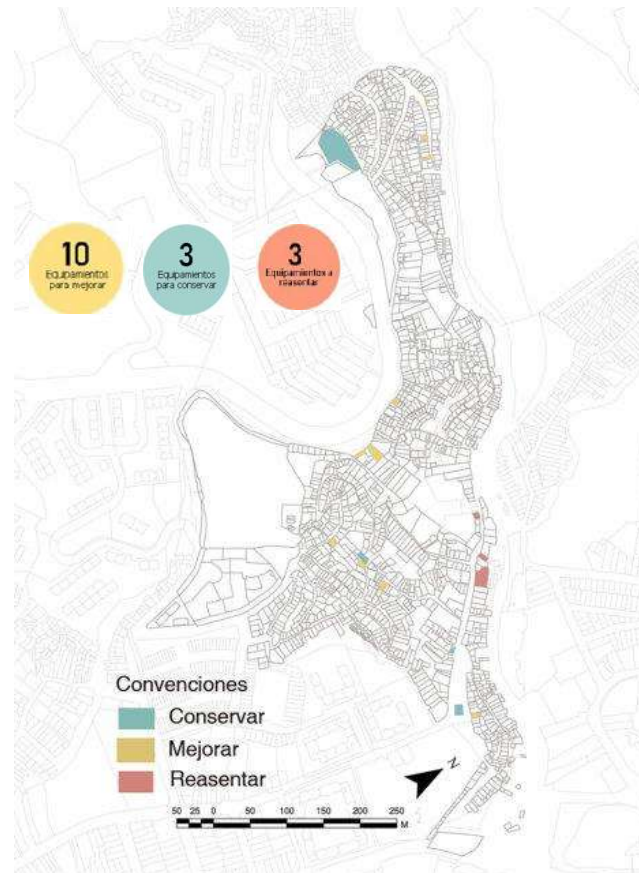 10
Equipamientos
para mejorar
3
Equipamientos
para conservar
3
Equipamientos a
reasentar
Convenciones
Conservar
Mejorar
Reasentar
N
50 25 0 50 100 150 200 250
M